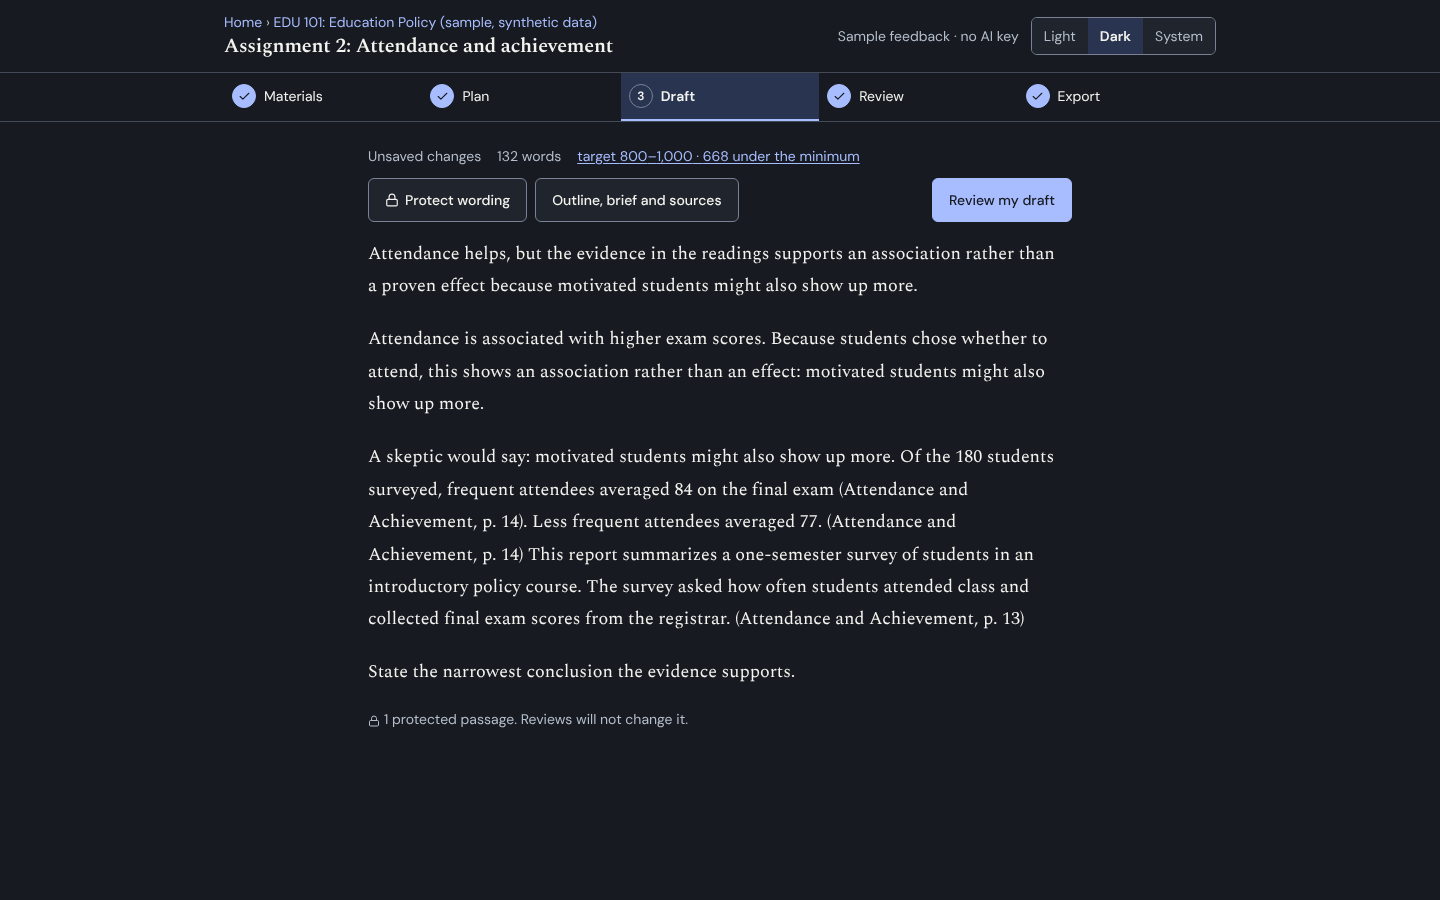 Home › EDU 101: Education Policy (sample, synthetic data)
Assignment 2: Attendance and achievement
Sample feedback · no AI key
Light
Dark
System
Materials
Plan
3 Draft
Review
Export
Unsaved changes 132 words target 800–1,000 · 668 under the minimum
Protect wording
Outline, brief and sources
Review my draft
Attendance helps, but the evidence in the readings supports an association rather than
a proven effect because motivated students might also show up more.
Attendance is associated with higher exam scores. Because students chose whether to
attend, this shows an association rather than an effect: motivated students might also
show up more.
A skeptic would say: motivated students might also show up more. Of the 180 students
surveyed, frequent attendees averaged 84 on the final exam (Attendance and
Achievement, p. 14). Less frequent attendees averaged 77. (Attendance and
Achievement, p. 14) This report summarizes a one-semester survey of students in an
introductory policy course. The survey asked how often students attended class and
collected final exam scores from the registrar. (Attendance and Achievement, p. 13)
State the narrowest conclusion the evidence supports.
1 protected passage. Reviews will not change it.